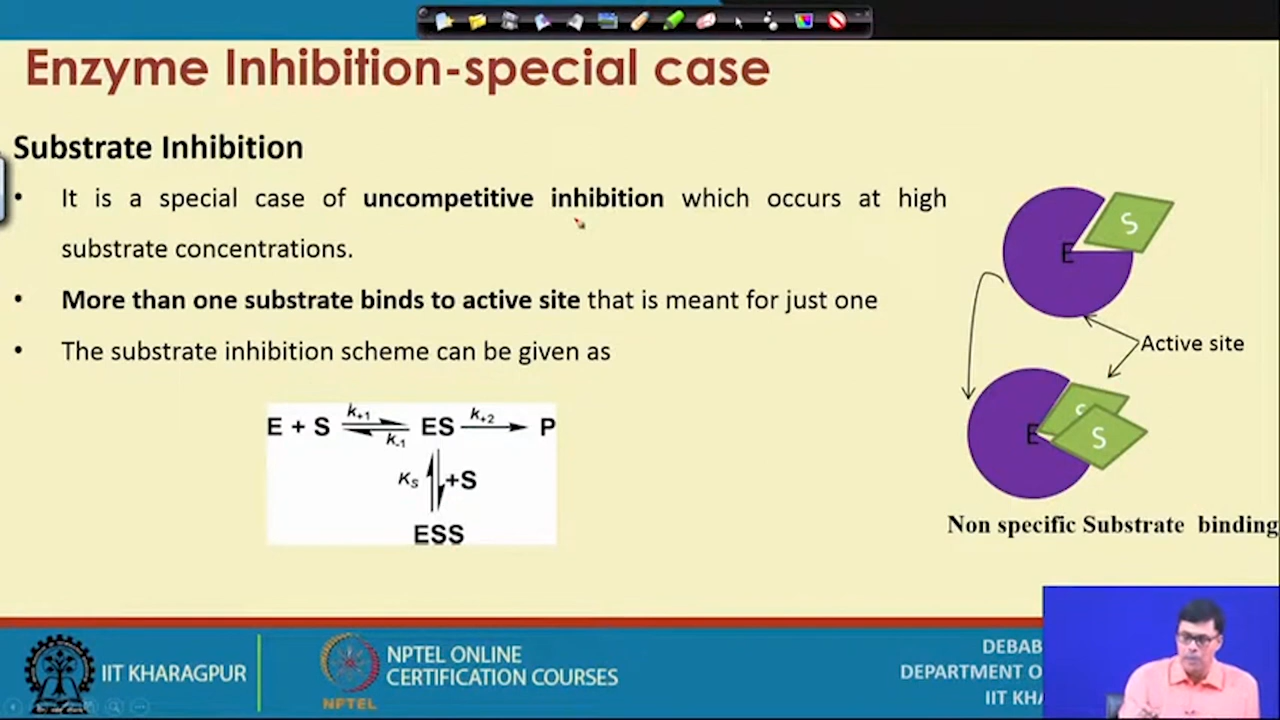 Enzyme Inhibition-special case
Substrate Inhibition
• It is a special case of uncompetitive inhibition which occurs at high
substrate concentrations.
• More than one substrate binds to active site that is meant for just one
• The substrate inhibition scheme can be given as
E + S k+1 k-1 ES k+2 P
Ks +S
ESS
S
E
Active site
S
E
S
Non specific Substrate binding
IIT KHARAGPUR
NPTEL
NPTEL ONLINE
CERTIFICATION COURSES
DEBAB
DEPARTMENT O
IIT KHA